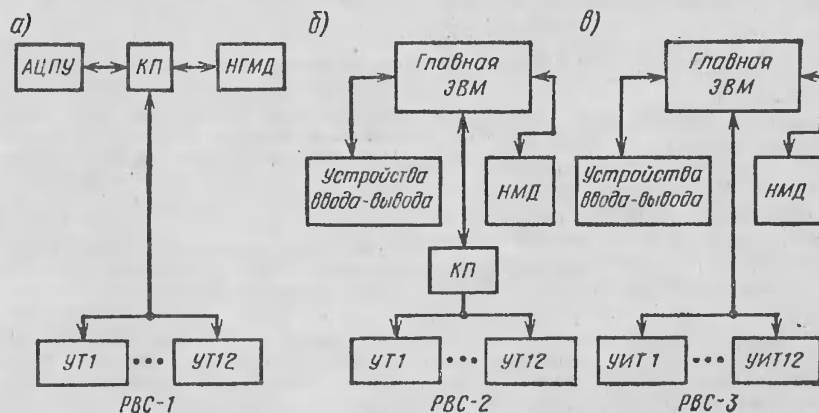 а)
АЦПУ
КП
НГМД
УТ1
...
УТ12
РВС-1
б)
Главная
ЭВМ
Устройства
ввода-вывода
НМД
КП
УТ1
...
УТ12
РВС-2
в)
Главная
ЭВМ
Устройства
ввода-вывода
НМД
УИТ1
...
УИТ12
РВС-3